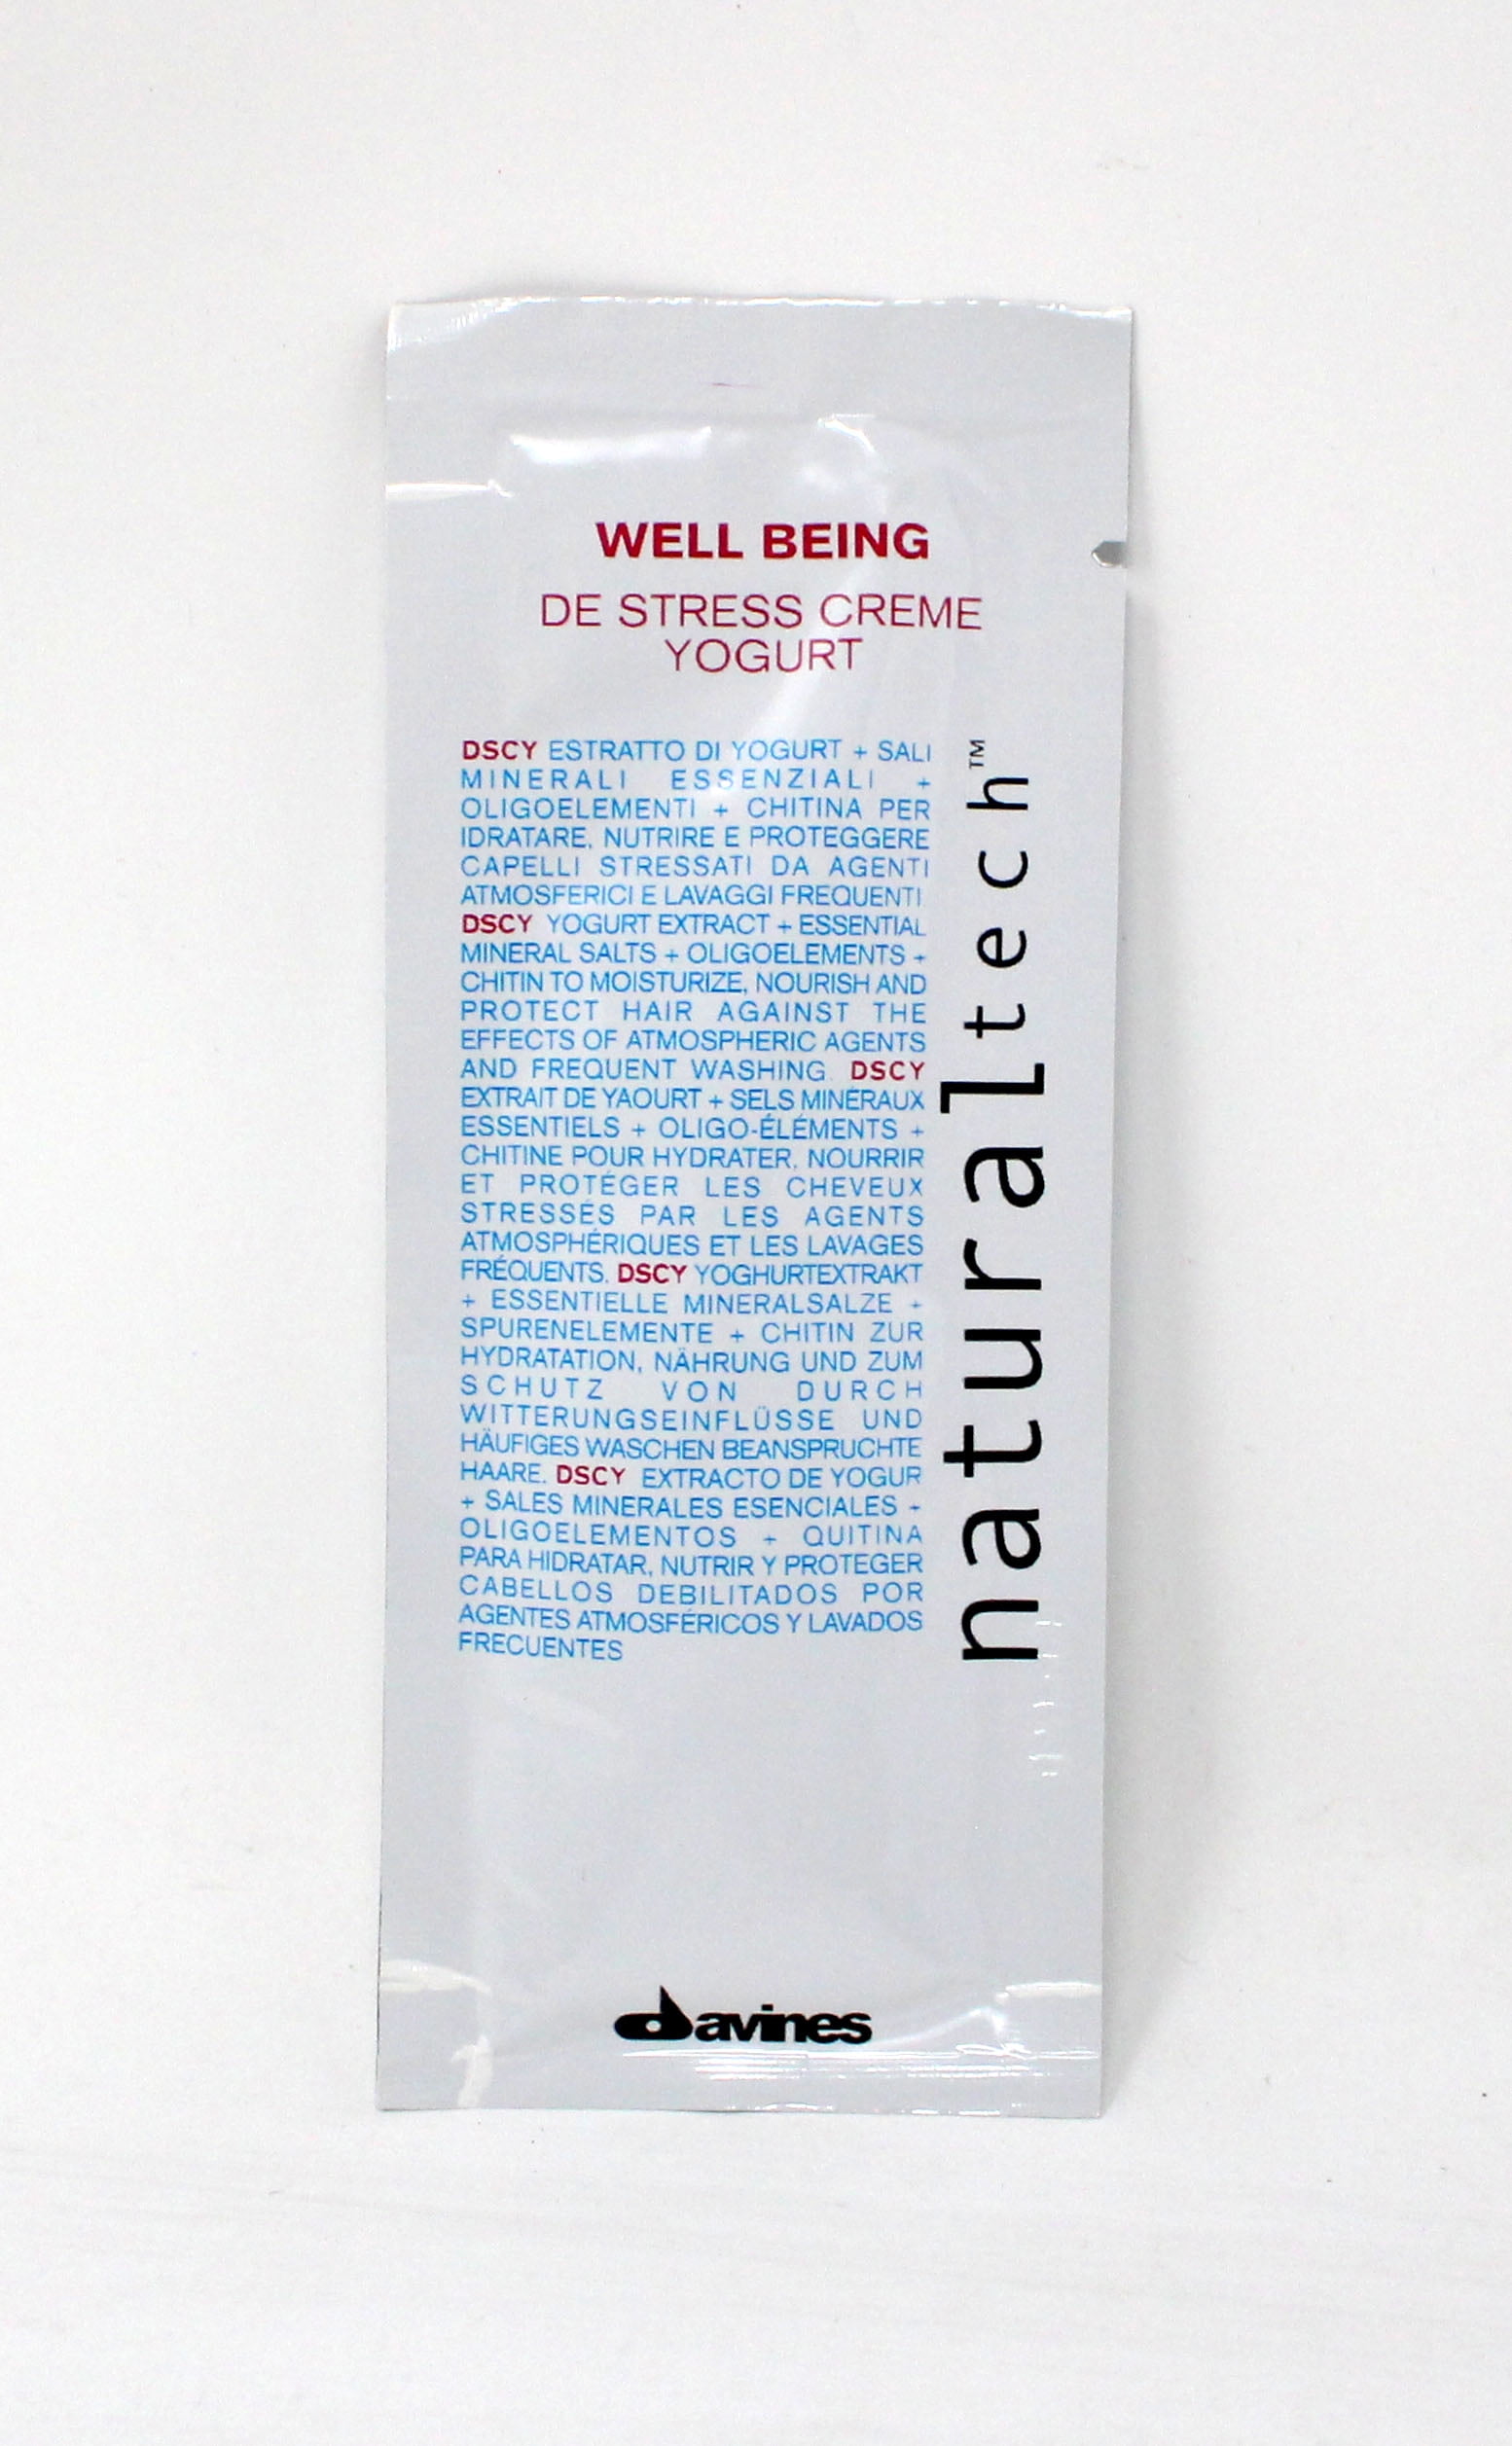 WELL BEING
DE STRESS CREME
YOGURT
DSCY ESTRATTO DI YOGURT + SALI
MINERALI ESSENZIALI +
OLIGOELEMENTI + CHITINA PER
IDRATARE, NUTRIRE E PROTEGGERE
CAPELLI STRESSATI DA AGENTI
ATMOSFERICI E LAVAGGI FREQUENTI.
DSCY YOGURT EXTRACT + ESSENTIAL
MINERAL SALTS + OLIGOELEMENTS +
CHITIN TO MOISTURIZE, NOURISH AND
PROTECT HAIR AGAINST THE
EFFECTS OF ATMOSPHERIC AGENTS
AND FREQUENT WASHING. DSCY
EXTRAIT DE YAOURT + SELS MINÉRAUX
ESSENTIELS + OLIGO-ÉLÉMENTS +
CHITINE POUR HYDRATER, NOURRIR
ET PROTÉGER LES CHEVEUX
STRESSÉS PAR LES AGENTS
ATMOSPHÉRIQUES ET LES LAVAGES
FRÉQUENTS. DSCY YOGHURTEXTRAKT
+ ESSENTIELLE MINERALSALZE +
SPURENELEMENTE + CHITIN ZUR
HYDRATATION, NÄHRUNG UND ZUM
SCHUTZ VON DURCH
WITTERUNGSEINFLÜSSE UND
HÄUFIGES WASCHEN BEANSPRUCHTE
HAARE. DSCY EXTRACTO DE YOGUR
+ SALES MINERALES ESENCIALES +
OLIGOELEMENTOS + QUITINA
PARA HIDRATAR, NUTRIR Y PROTEGER
CABELLOS DEBILITADOS POR
AGENTES ATMOSFÉRICOS Y LAVADOS
FRECUENTES
naturaltech™
davines